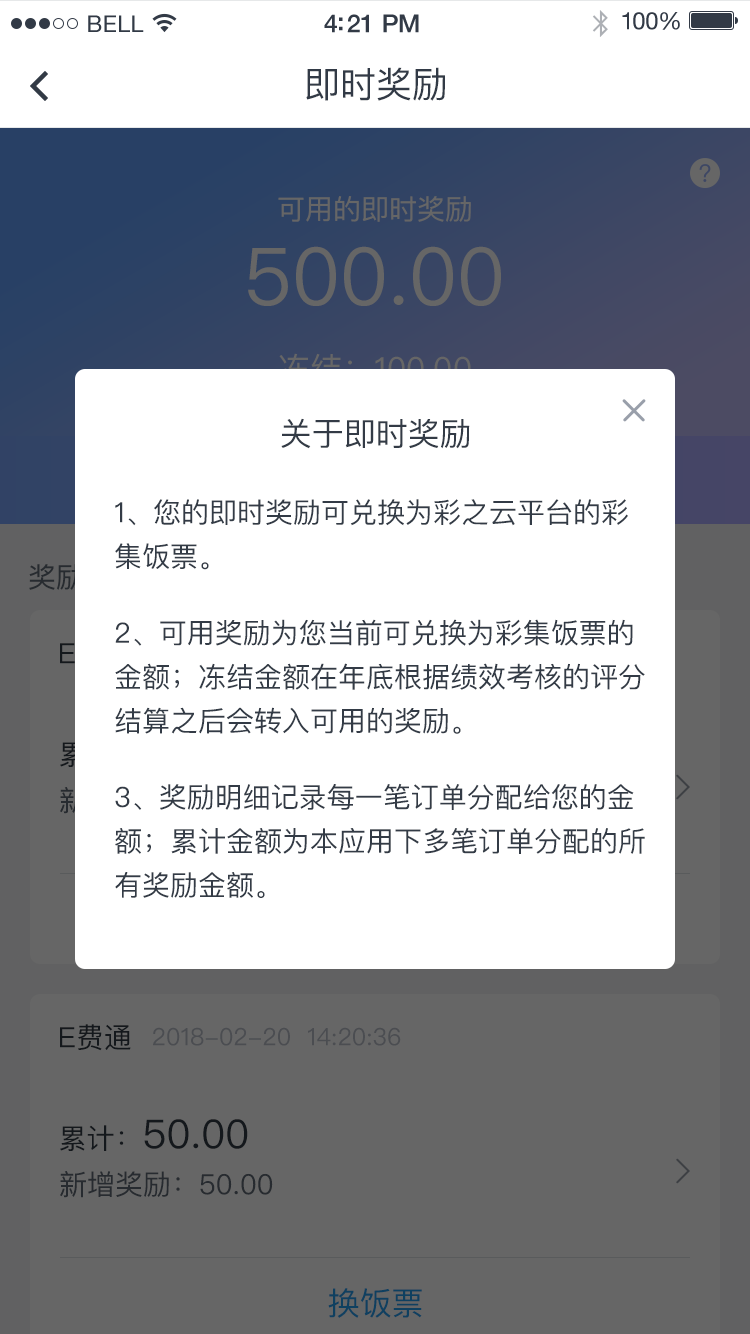 BELL 4:21 PM 100%
即时奖励
?
可用的即时奖励
500.00
冻结：100.00
关于即时奖励
1、您的即时奖励可兑换为彩之云平台的彩
集饭票。
奖励
2、可用奖励为您当前可兑换为彩集饭票的
E
金额；冻结金额在年底根据绩效考核的评分
结算之后会转入可用的奖励。
累
3、奖励明细记录每一笔订单分配给您的金
新
额；累计金额为本应用下多笔订单分配的所
有奖励金额。
E费通 2018-02-20 14:20:36
累计：50.00
新增奖励：50.00
换饭票